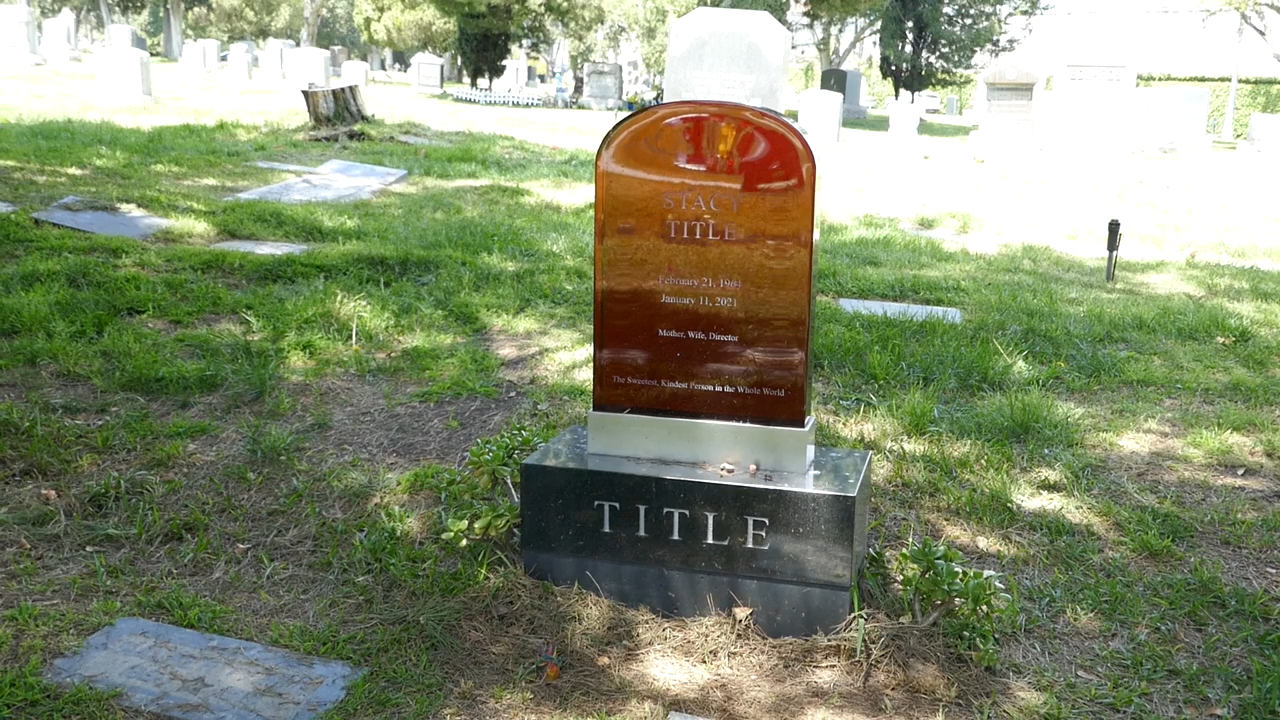 STACY
TITLE
February 21, 1964
January 11, 2021
Mother, Wife, Director
The Sweetest, Kindest Person in the Whole World
TITLE